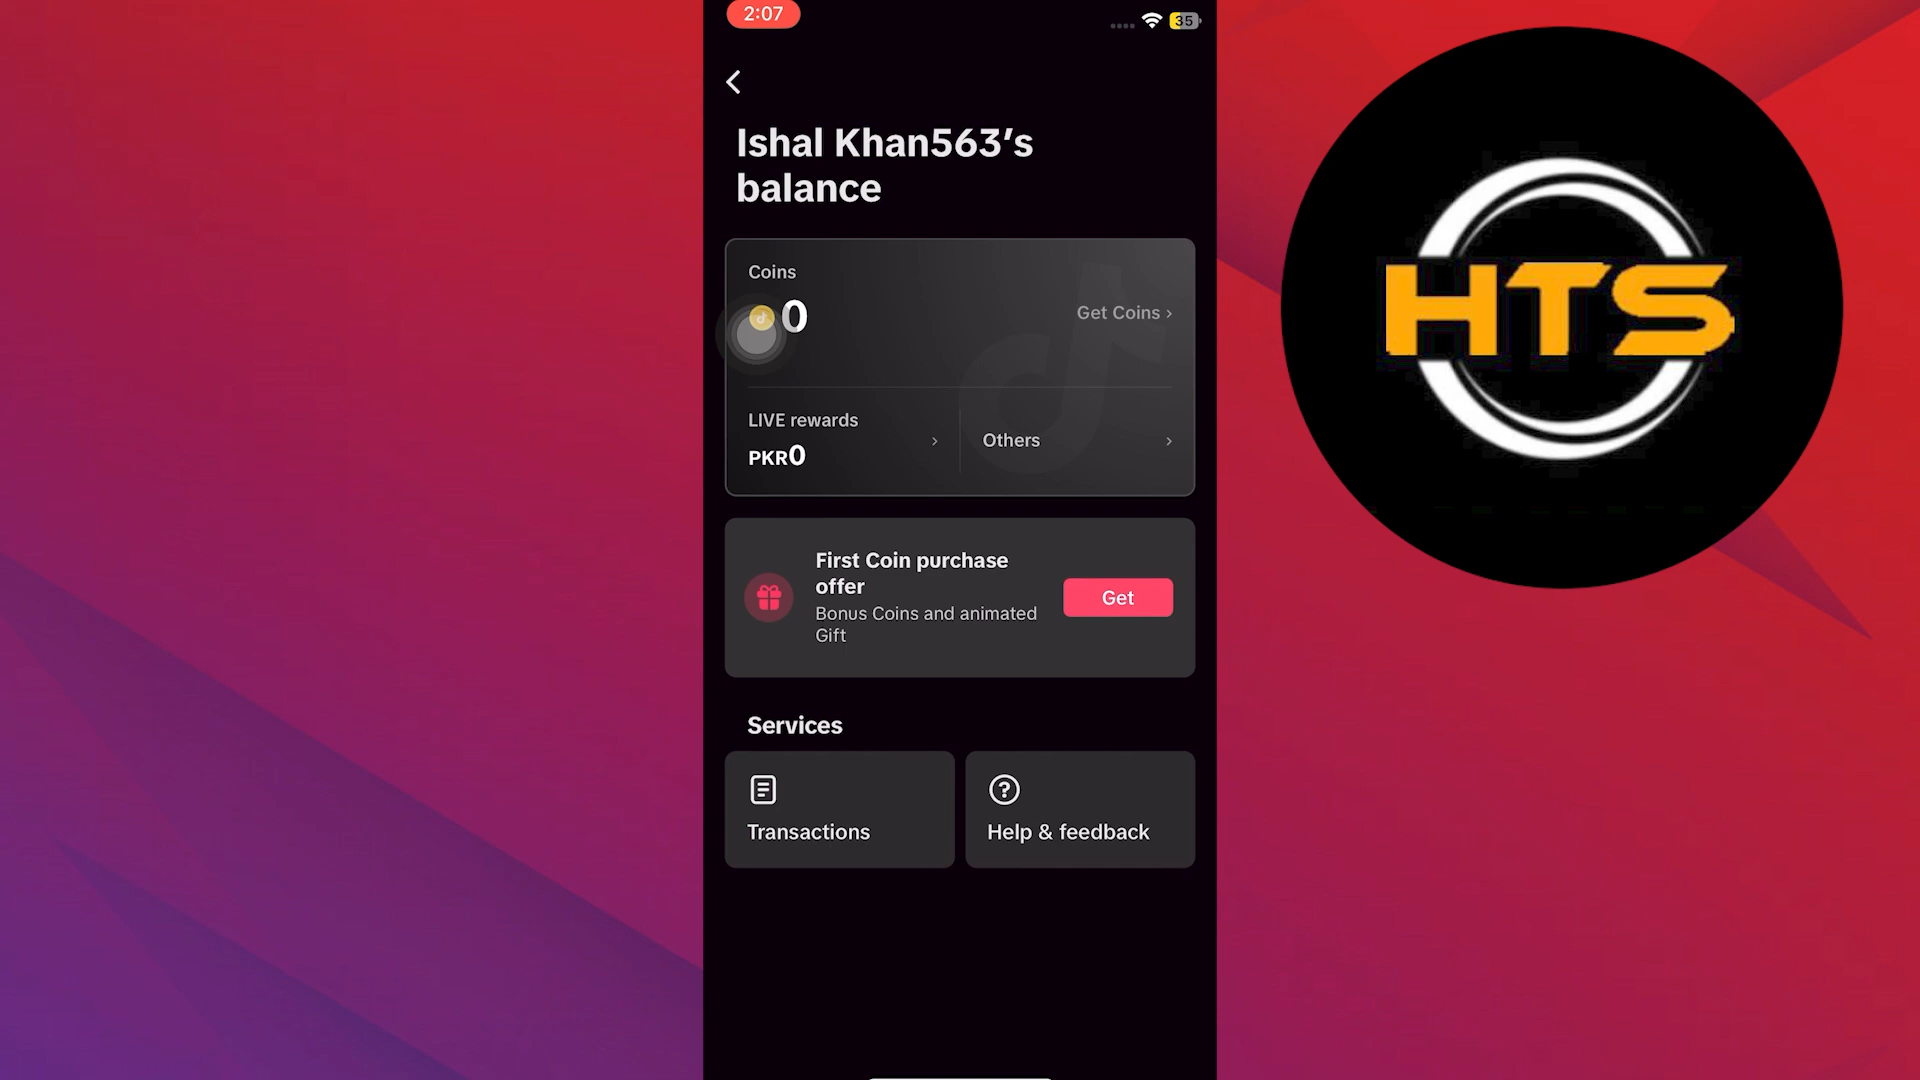 2:07
35
Ishal Khan563’s
balance
Coins
0
Get Coins ›
LIVE rewards
PKR0
Others
First Coin purchase
offer
Bonus Coins and animated
Gift
Get
Services
Transactions
Help & feedback
HTS